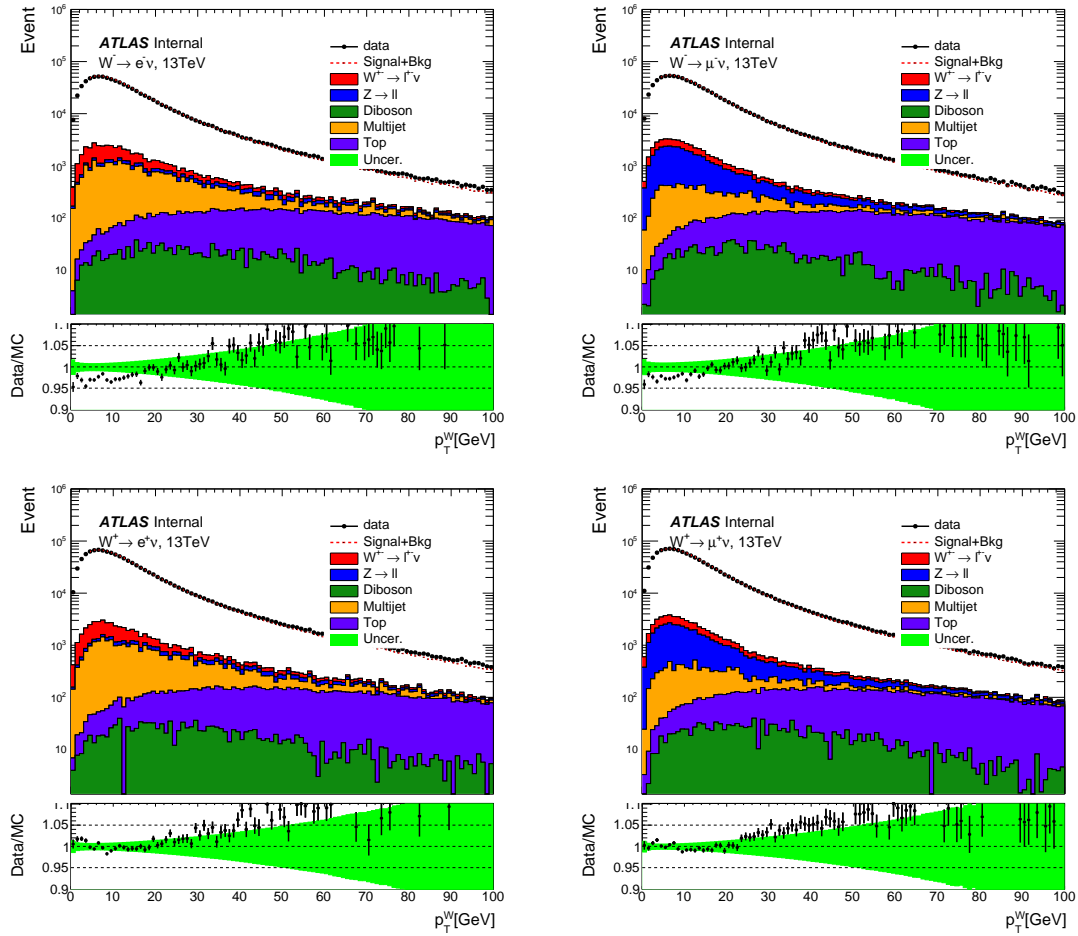 Event
10⁶
10⁵
10⁴
10³
10²
10
ATLAS Internal
W⁻ → e⁻ν, 13TeV
data
Signal+Bkg
W⁺⁻ → l⁺⁻ν
Z → ll
Diboson
Multijet
Top
Uncer.
Data/MC
1.1
1.05
1
0.95
0.9
0 10 20 30 40 50 60 70 80 90 100
p_T^W[GeV]
Event
10⁶
10⁵
10⁴
10³
10²
10
ATLAS Internal
W⁻ → μ⁻ν, 13TeV
data
Signal+Bkg
W⁺⁻ → l⁺⁻ν
Z → ll
Diboson
Multijet
Top
Uncer.
Data/MC
1.1
1.05
1
0.95
0.9
0 10 20 30 40 50 60 70 80 90 100
p_T^W[GeV]
Event
10⁶
10⁵
10⁴
10³
10²
10
ATLAS Internal
W⁺ → e⁺ν, 13TeV
data
Signal+Bkg
W⁺⁻ → l⁺⁻ν
Z → ll
Diboson
Multijet
Top
Uncer.
Data/MC
1.1
1.05
1
0.95
0.9
0 10 20 30 40 50 60 70 80 90 100
p_T^W[GeV]
Event
10⁶
10⁵
10⁴
10³
10²
10
ATLAS Internal
W⁺ → μ⁺ν, 13TeV
data
Signal+Bkg
W⁺⁻ → l⁺⁻ν
Z → ll
Diboson
Multijet
Top
Uncer.
Data/MC
1.1
1.05
1
0.95
0.9
0 10 20 30 40 50 60 70 80 90 100
p_T^W[GeV]